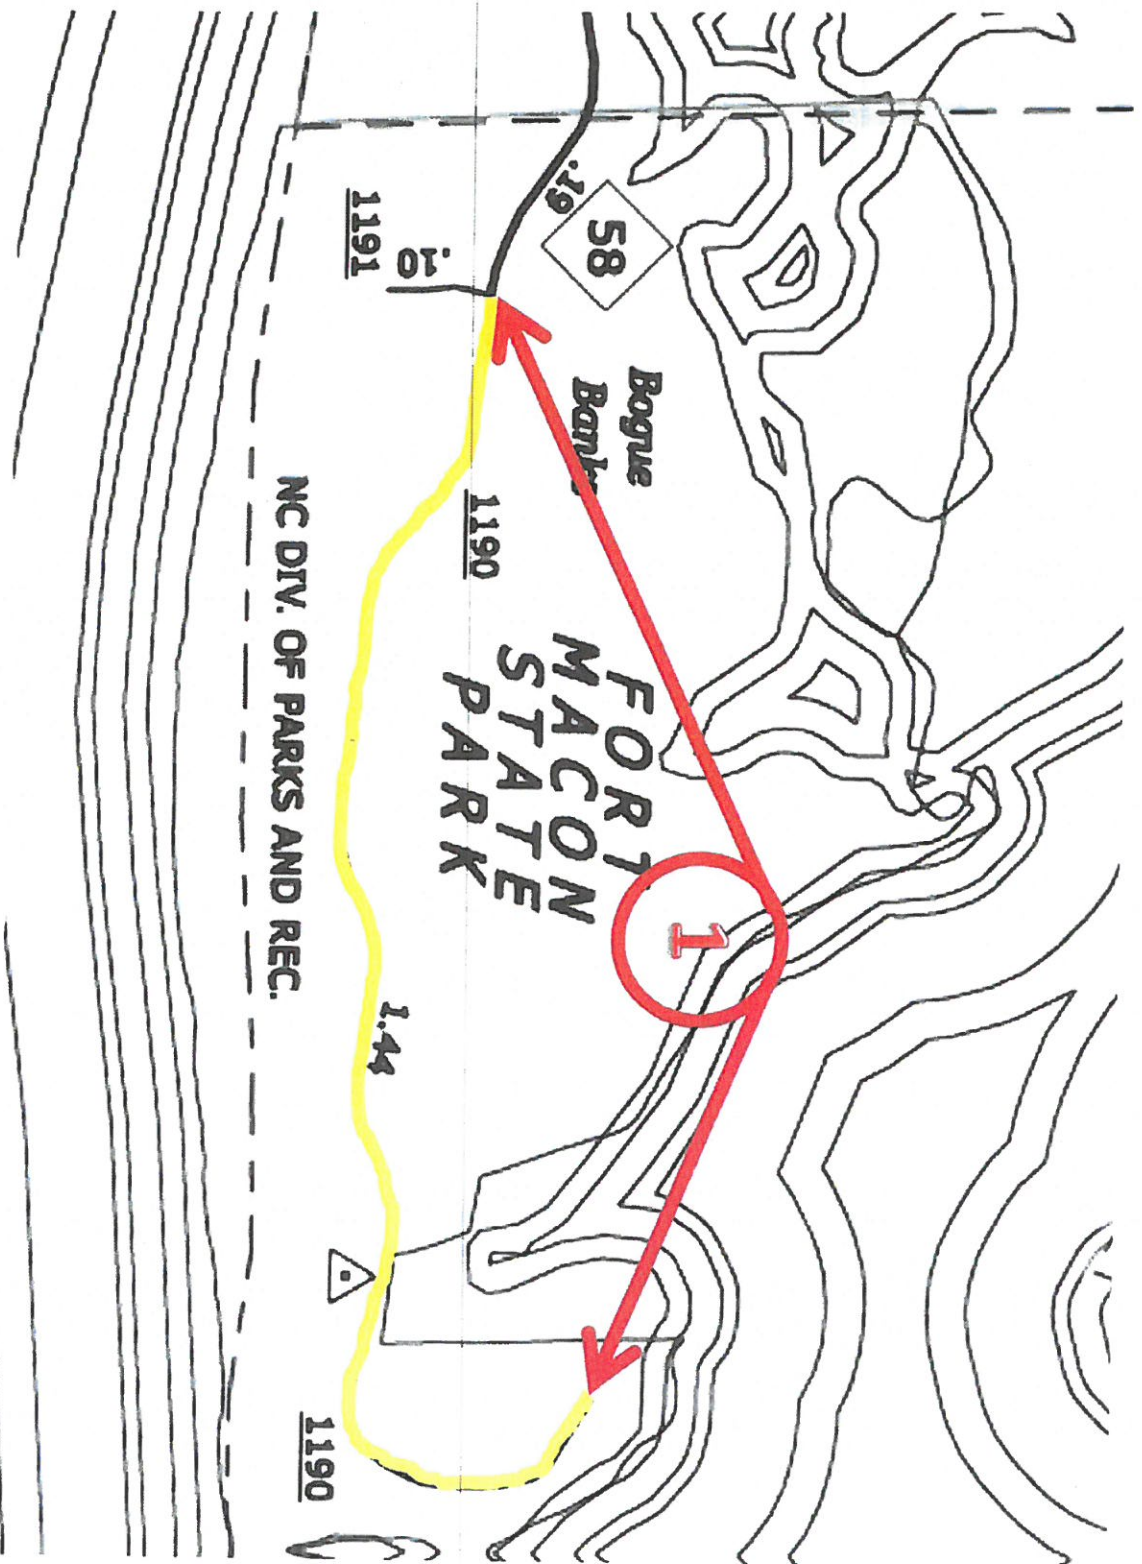 .19
58
.10
1191
Bogue
Banks
1190
FORT
MACON
STATE
PARK
1
NC DIV. OF PARKS AND REC.
1.44
1190